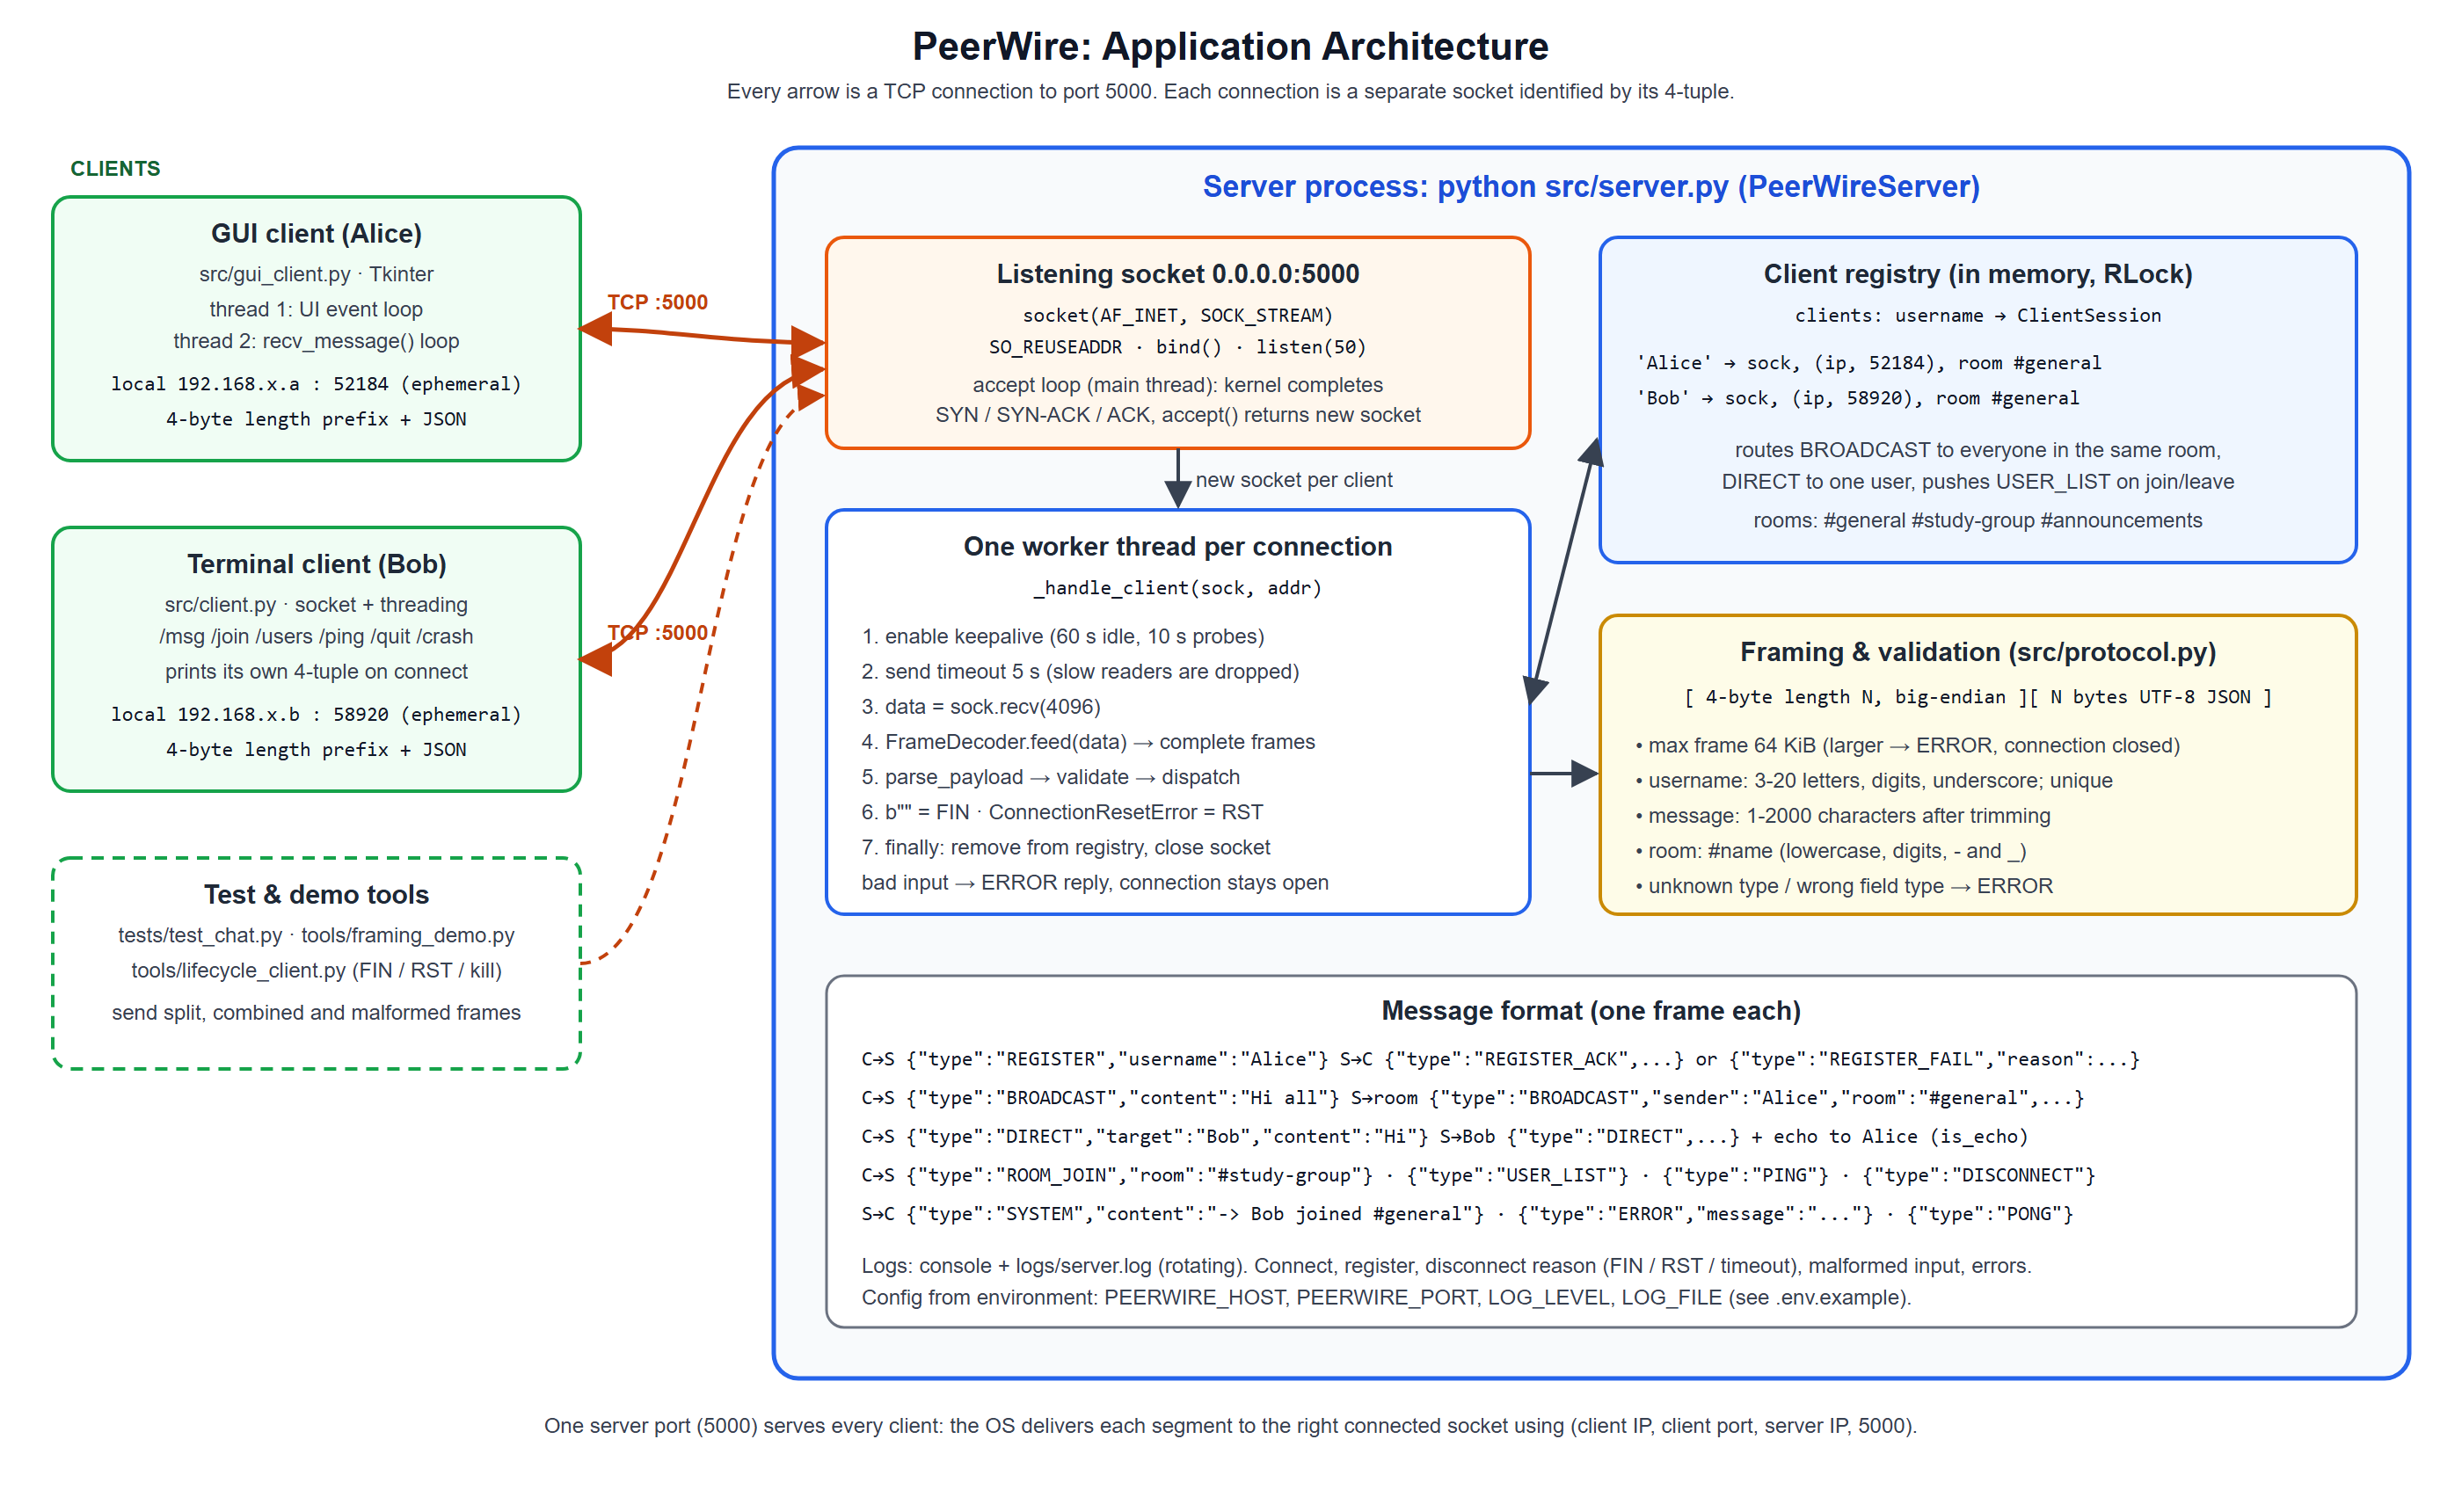 PeerWire: Application Architecture
Every arrow is a TCP connection to port 5000. Each connection is a separate socket identified by its 4-tuple.
CLIENTS
GUI client (Alice)
src/gui_client.py · Tkinter
thread 1: UI event loop
thread 2: recv_message() loop
local 192.168.x.a : 52184 (ephemeral)
4-byte length prefix + JSON
TCP :5000
Terminal client (Bob)
src/client.py · socket + threading
/msg /join /users /ping /quit /crash
prints its own 4-tuple on connect
local 192.168.x.b : 58920 (ephemeral)
4-byte length prefix + JSON
TCP :5000
Test & demo tools
tests/test_chat.py · tools/framing_demo.py
tools/lifecycle_client.py (FIN / RST / kill)
send split, combined and malformed frames
Server process: python src/server.py (PeerWireServer)
Listening socket 0.0.0.0:5000
socket(AF_INET, SOCK_STREAM)
SO_REUSEADDR · bind() · listen(50)
accept loop (main thread): kernel completes
SYN / SYN-ACK / ACK, accept() returns new socket
new socket per client
One worker thread per connection
_handle_client(sock, addr)
1. enable keepalive (60 s idle, 10 s probes)
2. send timeout 5 s (slow readers are dropped)
3. data = sock.recv(4096)
4. FrameDecoder.feed(data) → complete frames
5. parse_payload → validate → dispatch
6. b"" = FIN · ConnectionResetError = RST
7. finally: remove from registry, close socket
bad input → ERROR reply, connection stays open
Client registry (in memory, RLock)
clients: username → ClientSession
'Alice' → sock, (ip, 52184), room #general
'Bob' → sock, (ip, 58920), room #general
routes BROADCAST to everyone in the same room,
DIRECT to one user, pushes USER_LIST on join/leave
rooms: #general #study-group #announcements
Framing & validation (src/protocol.py)
[ 4-byte length N, big-endian ][ N bytes UTF-8 JSON ]
• max frame 64 KiB (larger → ERROR, connection closed)
• username: 3-20 letters, digits, underscore; unique
• message: 1-2000 characters after trimming
• room: #name (lowercase, digits, - and _)
• unknown type / wrong field type → ERROR
Message format (one frame each)
C→S {"type":"REGISTER","username":"Alice"} S→C {"type":"REGISTER_ACK",...} or {"type":"REGISTER_FAIL","reason":...}
C→S {"type":"BROADCAST","content":"Hi all"} S→room {"type":"BROADCAST","sender":"Alice","room":"#general",...}
C→S {"type":"DIRECT","target":"Bob","content":"Hi"} S→Bob {"type":"DIRECT",...} + echo to Alice (is_echo)
C→S {"type":"ROOM_JOIN","room":"#study-group"} · {"type":"USER_LIST"} · {"type":"PING"} · {"type":"DISCONNECT"}
S→C {"type":"SYSTEM","content":"-> Bob joined #general"} · {"type":"ERROR","message":"..."} · {"type":"PONG"}
Logs: console + logs/server.log (rotating). Connect, register, disconnect reason (FIN / RST / timeout), malformed input, errors.
Config from environment: PEERWIRE_HOST, PEERWIRE_PORT, LOG_LEVEL, LOG_FILE (see .env.example).
One server port (5000) serves every client: the OS delivers each segment to the right connected socket using (client IP, client port, server IP, 5000).